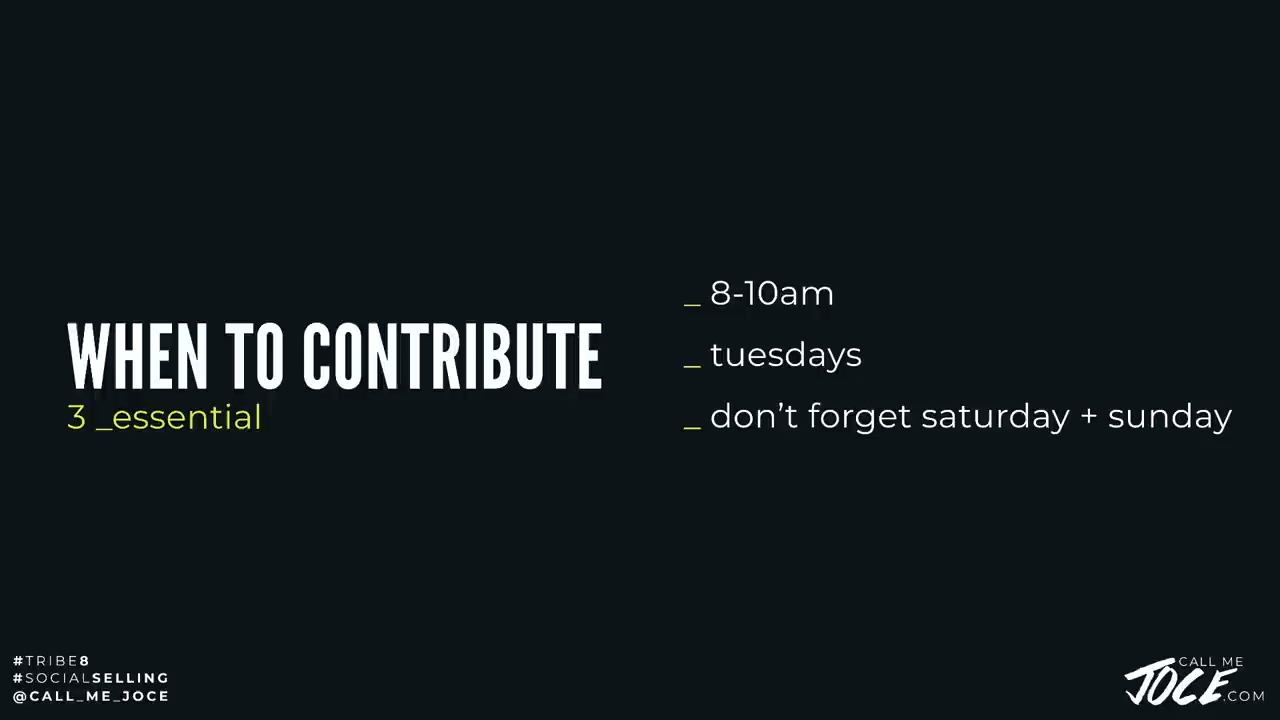 WHEN TO CONTRIBUTE
3 _essential
_ 8-10am
_ tuesdays
_ don’t forget saturday + sunday
#TRIBE8
#SOCIALSELLING
@CALL_ME_JOCE
CALL ME
JOCE.COM